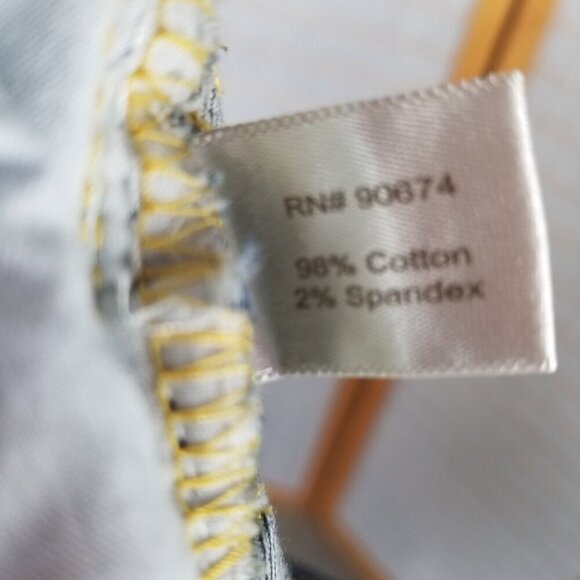 RN# 90674
98% Cotton
2% Spandex